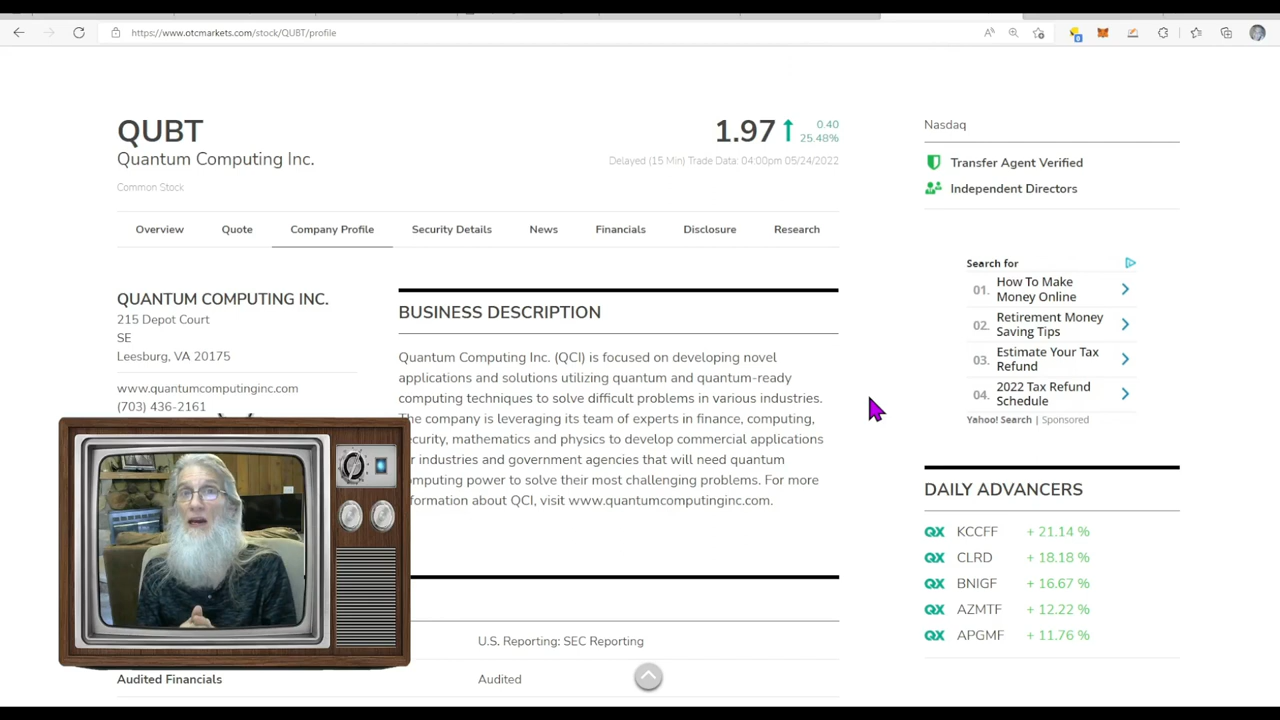 https://www.otcmarkets.com/stock/QUBT/profile
QUBT
1.97
0.40
25.48%
Quantum Computing Inc.
Delayed (15 Min) Trade Data: 04:00pm 05/24/2022
Common Stock
Overview
Quote
Company Profile
Security Details
News
Financials
Disclosure
Research
QUANTUM COMPUTING INC.
215 Depot Court
SE
Leesburg, VA 20175
www.quantumcomputinginc.com
(703) 436-2161
BUSINESS DESCRIPTION
Quantum Computing Inc. (QCI) is focused on developing novel
applications and solutions utilizing quantum and quantum-ready
computing techniques to solve difficult problems in various industries.
The company is leveraging its team of experts in finance, computing,
ecurity, mathematics and physics to develop commercial applications
r industries and government agencies that will need quantum
omputing power to solve their most challenging problems. For more
formation about QCI, visit www.quantumcomputinginc.com.
U.S. Reporting: SEC Reporting
Audited Financials
Audited
Nasdaq
Transfer Agent Verified
Independent Directors
Search for
01. How To Make
Money Online
02. Retirement Money
Saving Tips
03. Estimate Your Tax
Refund
04. 2022 Tax Refund
Schedule
Yahoo! Search | Sponsored
DAILY ADVANCERS
QX KCCFF + 21.14 %
QX CLRD + 18.18 %
QX BNIGF + 16.67 %
QX AZMTF + 12.22 %
QX APGMF + 11.76 %